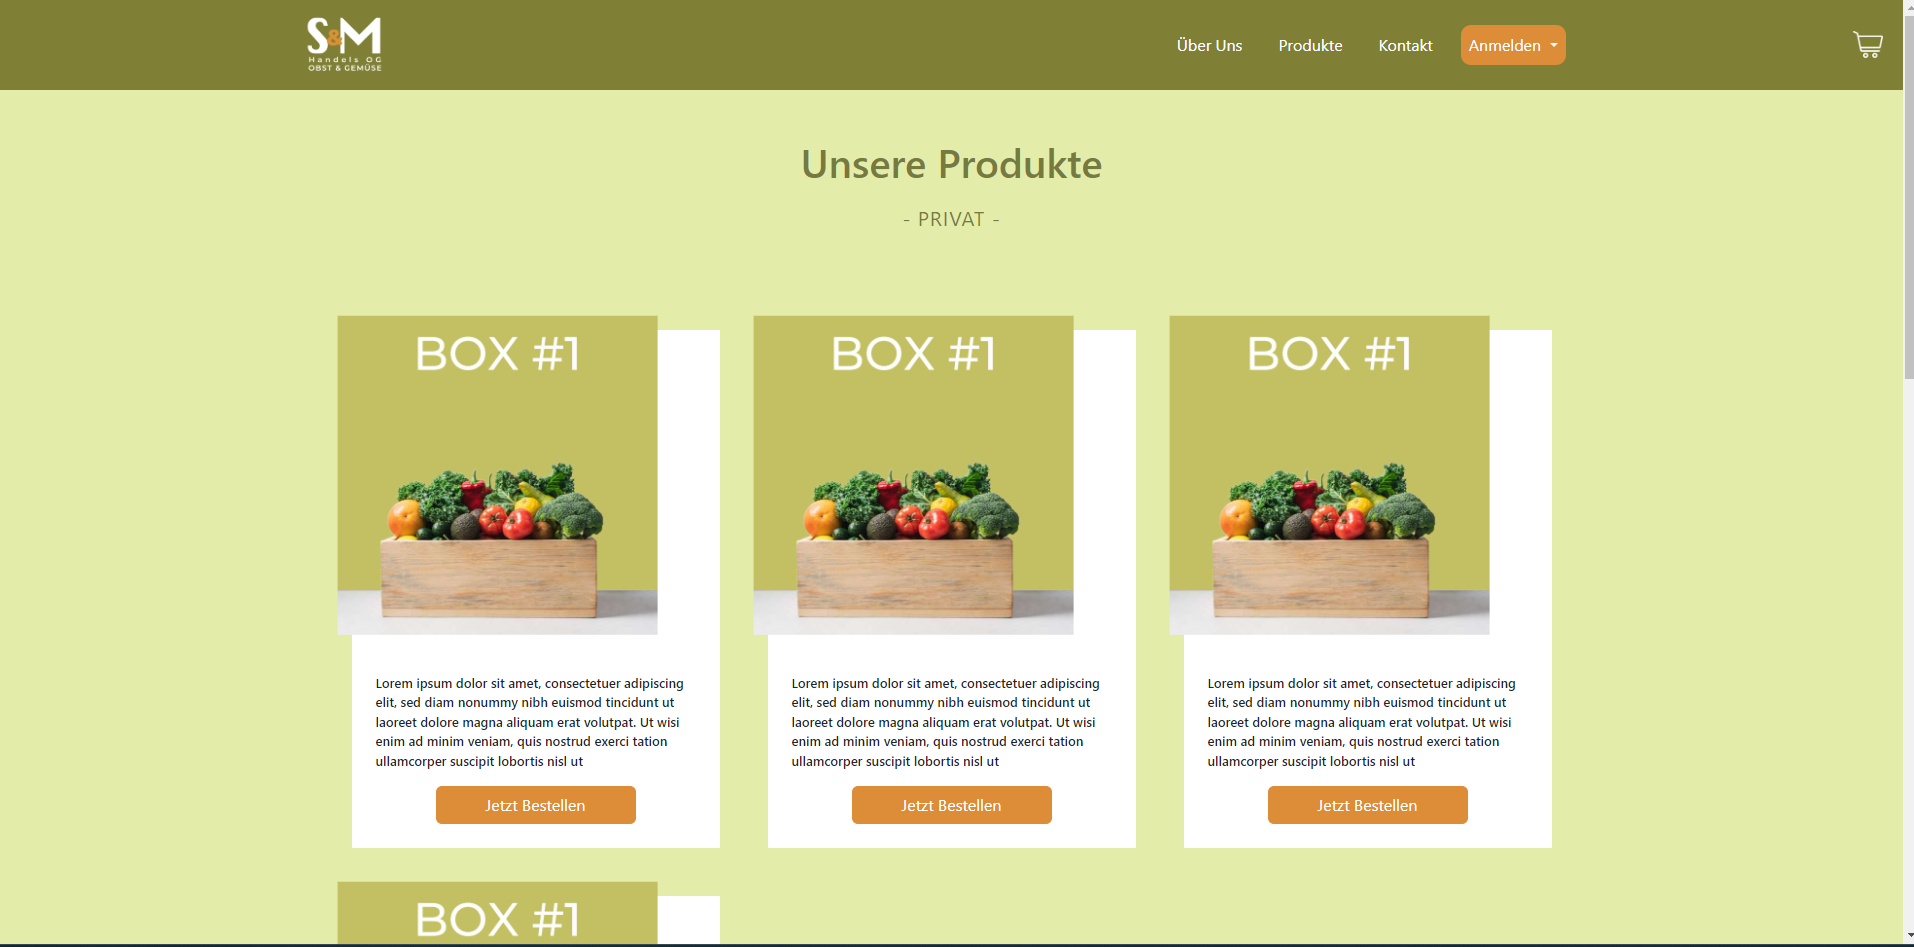 S&M
Handels OG
OBST & GEMÜSE
Über Uns
Produkte
Kontakt
Anmelden
Unsere Produkte
- PRIVAT -
BOX #1
BOX #1
BOX #1
Lorem ipsum dolor sit amet, consectetuer adipiscing
elit, sed diam nonummy nibh euismod tincidunt ut
laoreet dolore magna aliquam erat volutpat. Ut wisi
enim ad minim veniam, quis nostrud exerci tation
ullamcorper suscipit lobortis nisl ut
Jetzt Bestellen
Lorem ipsum dolor sit amet, consectetuer adipiscing
elit, sed diam nonummy nibh euismod tincidunt ut
laoreet dolore magna aliquam erat volutpat. Ut wisi
enim ad minim veniam, quis nostrud exerci tation
ullamcorper suscipit lobortis nisl ut
Jetzt Bestellen
Lorem ipsum dolor sit amet, consectetuer adipiscing
elit, sed diam nonummy nibh euismod tincidunt ut
laoreet dolore magna aliquam erat volutpat. Ut wisi
enim ad minim veniam, quis nostrud exerci tation
ullamcorper suscipit lobortis nisl ut
Jetzt Bestellen
BOX #1